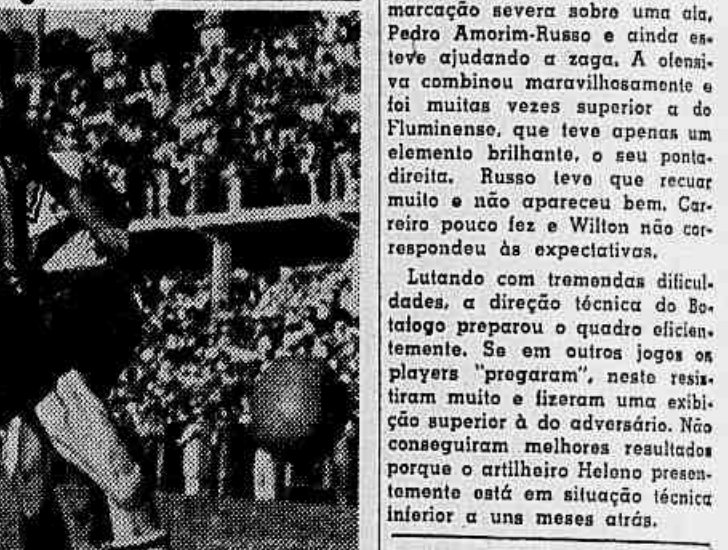 marcação severa sobre uma ala,
Pedro Amorim-Russo e ainda es-
teve ajudando a zaga. A ofensi-
va combinou maravilhosamente e
foi muitas vezes superior a do
Fluminense, que teve apenas um
elemento brilhante, o seu ponta-
direita. Russo teve que recuar
muito e não apareceu bem. Car-
reiro pouco fez e Wilton não cor-
respondeu às expectativas.
Lutando com tremendas dificul-
dades, a direção técnica do Bo-
tafogo preparou o quadro eficien-
temente. Se em outros jogos os
players "pregaram", neste resis-
tiram muito e fizeram uma exibi-
ção superior à do adversário. Não
conseguiram melhores resultados
porque o artilheiro Heleno presen-
temente está em situação técnica
inferior a uns meses atrás.